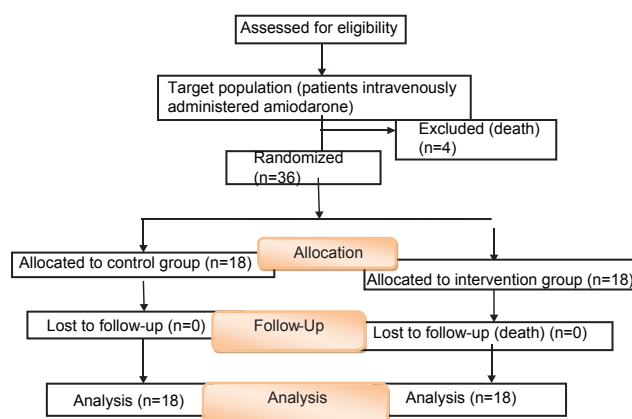 Assessed for eligibility
Target population (patients intravenously
administered amiodarone)
Excluded (death)
(n=4)
Randomized
(n=36)
Allocation
Allocated to control group (n=18)
Allocated to intervention group (n=18)
Lost to follow-up (n=0)
Follow-Up
Lost to follow-up (death) (n=0)
Analysis (n=18)
Analysis
Analysis (n=18)